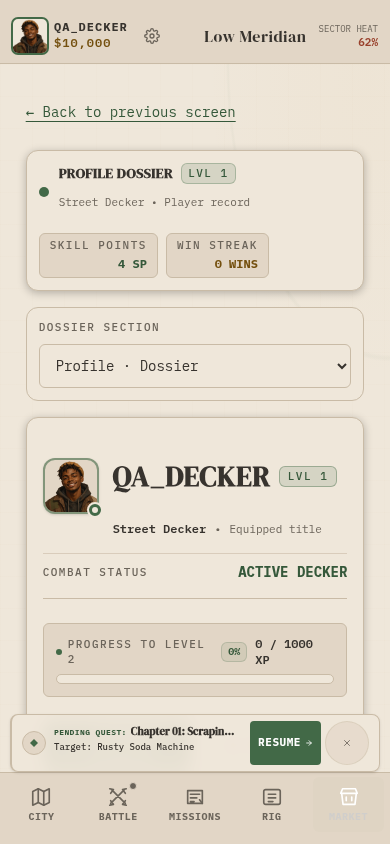 QA_DECKER
$10,000
Low Meridian
SECTOR HEAT
62%
← Back to previous screen
PROFILE DOSSIER LVL 1
Street Decker • Player record
SKILL POINTS
4 SP
WIN STREAK
0 WINS
DOSSIER SECTION
Profile · Dossier
QA_DECKER LVL 1
Street Decker • Equipped title
COMBAT STATUS ACTIVE DECKER
PROGRESS TO LEVEL
2
0%
0 / 1000
XP
PENDING QUEST: Chapter 01: Scrapin...
Target: Rusty Soda Machine
RESUME →
×
CITY BATTLE MISSIONS RIG MARKET